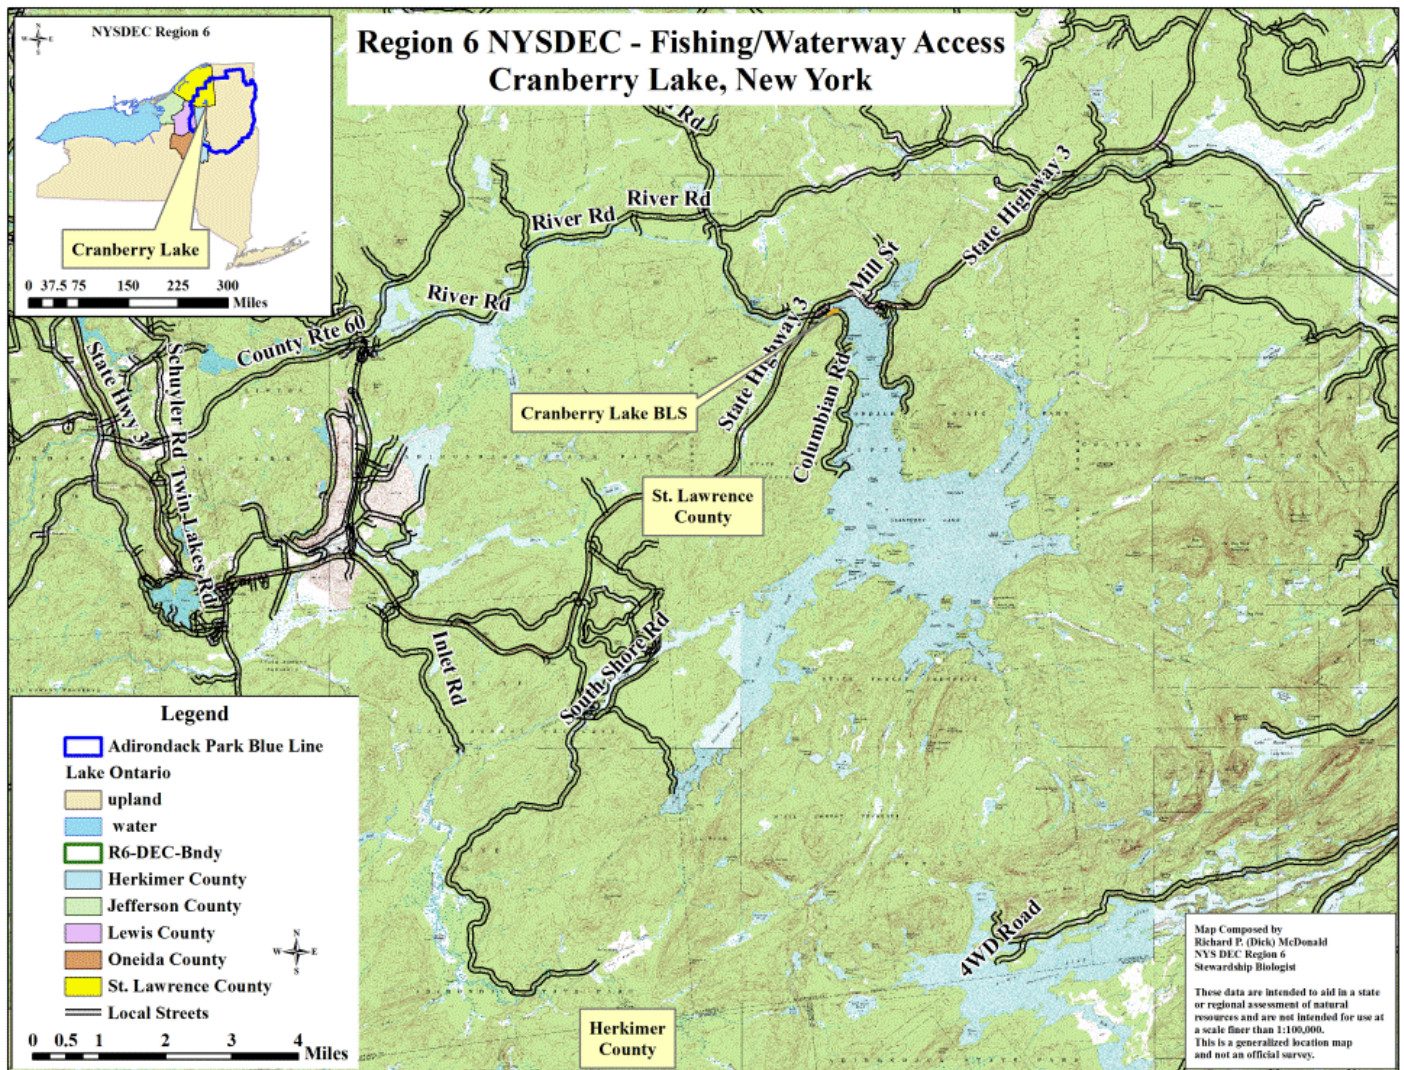 NYSDEC Region 6
N
W E
S
Cranberry Lake
0 37.5 75 150 225 300
Miles
Region 6 NYSDEC - Fishing/Waterway Access
Cranberry Lake, New York
Rd
River Rd
River Rd
River Rd
County Rte 60
State Hwy 3
Schuyler Rd
Twin Lakes Rd
State Highway 3
Mill St
State Highway 3
Columbian Rd
Cranberry Lake BLS
St. Lawrence
County
CRANBERRY LAKE
Inlet Rd
South Shore Rd
4WD Road
Herkimer
County
Legend
Adirondack Park Blue Line
Lake Ontario
upland
water
R6-DEC-Bndy
Herkimer County
Jefferson County
Lewis County
Oneida County
St. Lawrence County
Local Streets
N
W E
S
0 0.5 1 2 3 4
Miles
Map Composed by
Richard P. (Dick) McDonald
NYS DEC Region 6
Stewardship Biologist
These data are intended to aid in a state
or regional assessment of natural
resources and are not intended for use at
a scale finer than 1:100,000.
This is a generalized location map
and not an official survey.